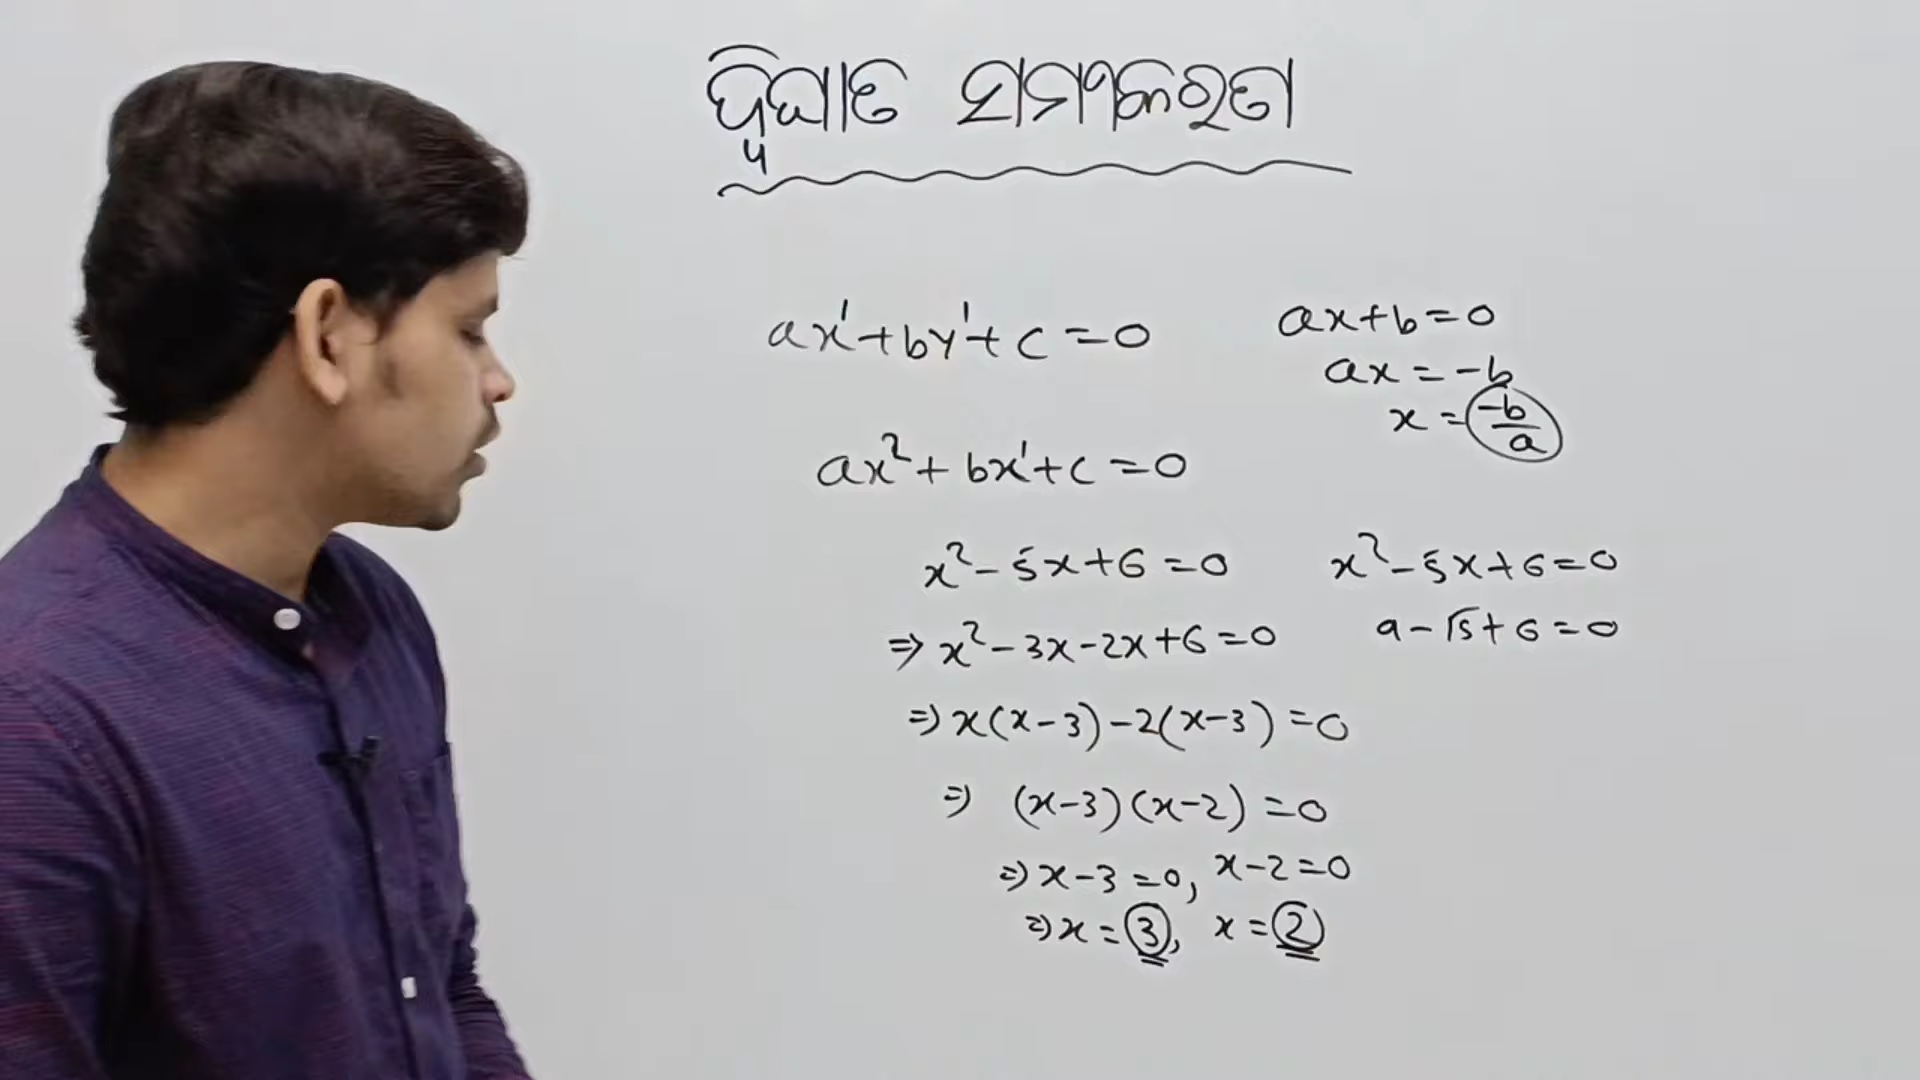 ଦ୍ୱିଘାତ ସମୀକରଣ
ax¹+by¹+c=0
ax+b=0
ax=-b
x=-b/a
ax²+bx¹+c=0
x²-5x+6=0
⇒x²-3x-2x+6=0
⇒x(x-3)-2(x-3)=0
⇒(x-3)(x-2)=0
⇒x-3=0, x-2=0
⇒x=3, x=2
x²-5x+6=0
9-15+6=0